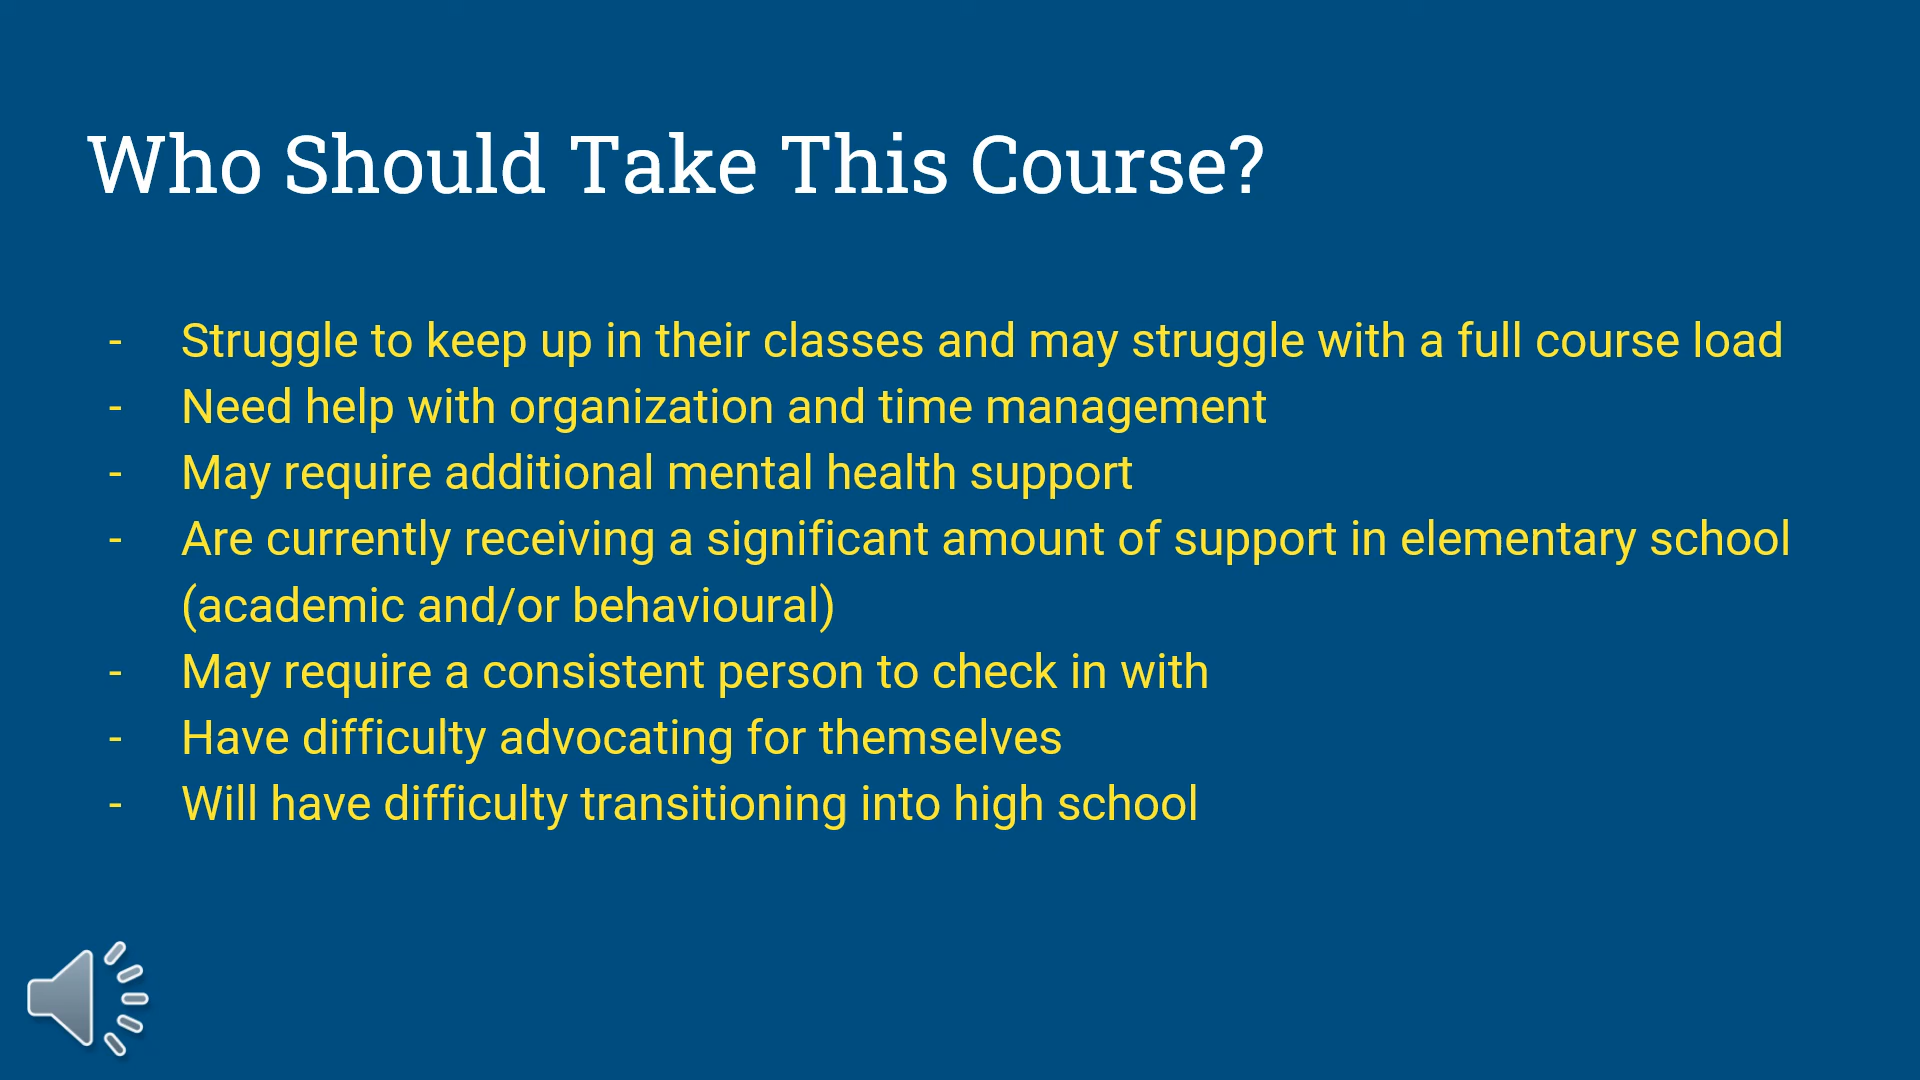 Who Should Take This Course?
- Struggle to keep up in their classes and may struggle with a full course load
- Need help with organization and time management
- May require additional mental health support
- Are currently receiving a significant amount of support in elementary school
(academic and/or behavioural)
- May require a consistent person to check in with
- Have difficulty advocating for themselves
- Will have difficulty transitioning into high school